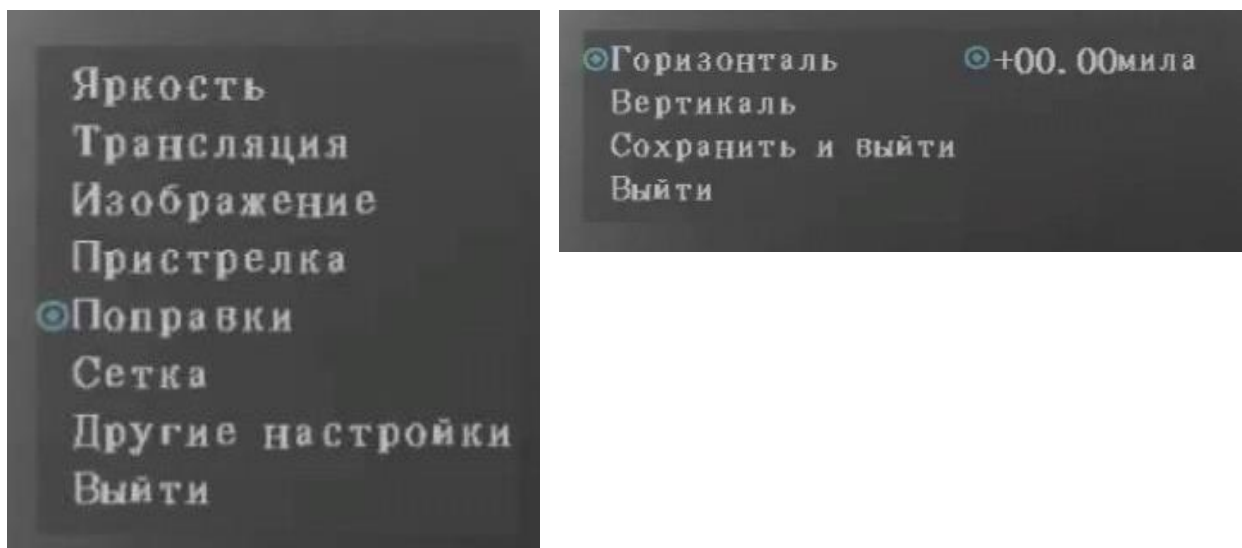 Яркость
Трансляция
Изображение
Пристрелка
Поправки
Сетка
Другие настройки
Выйти
Горизонталь +00.00мила
Вертикаль
Сохранить и выйти
Выйти